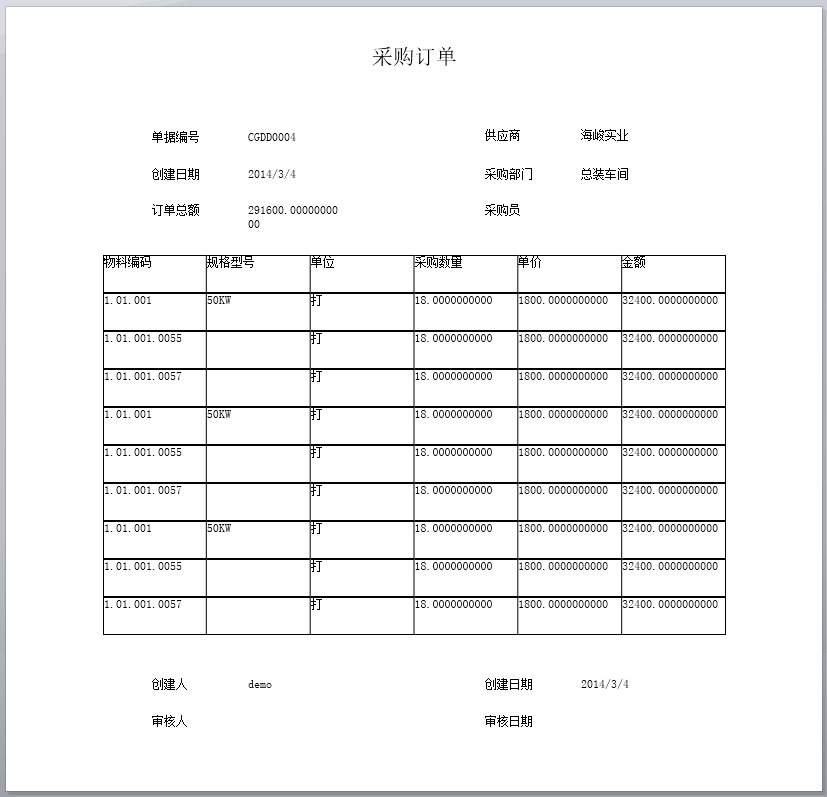 采购订单
单据编号 CGDD0004 供应商 海峻实业
创建日期 2014/3/4 采购部门 总装车间
订单总额 291600.00000000 采购员
00
物料编码 规格型号 单位 采购数量 单价 金额
1.01.001 50KW 打 18.0000000000 1800.0000000000 32400.0000000000
1.01.001.0055 打 18.0000000000 1800.0000000000 32400.0000000000
1.01.001.0057 打 18.0000000000 1800.0000000000 32400.0000000000
1.01.001 50KW 打 18.0000000000 1800.0000000000 32400.0000000000
1.01.001.0055 打 18.0000000000 1800.0000000000 32400.0000000000
1.01.001.0057 打 18.0000000000 1800.0000000000 32400.0000000000
1.01.001 50KW 打 18.0000000000 1800.0000000000 32400.0000000000
1.01.001.0055 打 18.0000000000 1800.0000000000 32400.0000000000
1.01.001.0057 打 18.0000000000 1800.0000000000 32400.0000000000
创建人 demo 创建日期 2014/3/4
审核人 审核日期